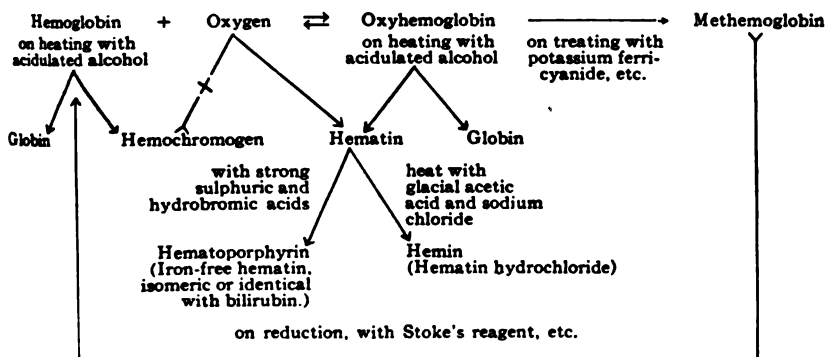 Hemoglobin + Oxygen ⇄ Oxyhemoglobin Methemoglobin
on heating with
acidulated alcohol
on heating with
acidulated alcohol
on treating with
potassium ferri-
cyanide, etc.
Globin Hemochromogen Hematin Globin
with strong
sulphuric and
hydrobromic acids
heat with
glacial acetic
acid and sodium
chloride
Hematoporphyrin
(Iron-free hematin,
isomeric or identical
with bilirubin.)
Hemin
(Hematin hydrochloride)
on reduction, with Stoke's reagent, etc.